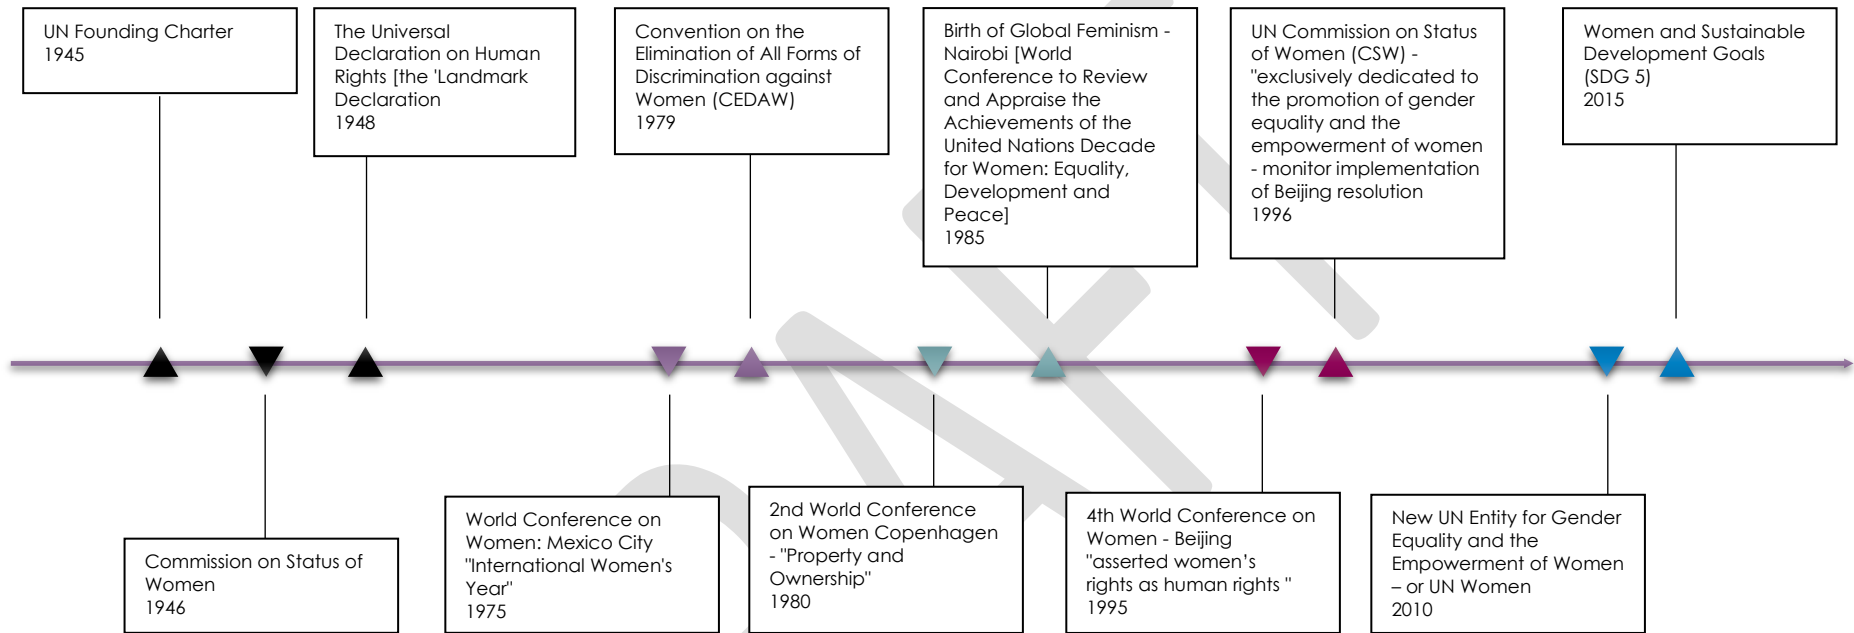 UN Founding Charter
1945
The Universal
Declaration on Human
Rights [the 'Landmark
Declaration
1948
Convention on the
Elimination of All Forms of
Discrimination against
Women (CEDAW)
1979
Birth of Global Feminism -
Nairobi [World
Conference to Review
and Appraise the
Achievements of the
United Nations Decade
for Women: Equality,
Development and
Peace]
1985
UN Commission on Status
of Women (CSW) -
"exclusively dedicated to
the promotion of gender
equality and the
empowerment of women
- monitor implementation
of Beijing resolution
1996
Women and Sustainable
Development Goals
(SDG 5)
2015
Commission on Status of
Women
1946
World Conference on
Women: Mexico City
"International Women's
Year"
1975
2nd World Conference
on Women Copenhagen
- "Property and
Ownership"
1980
4th World Conference on
Women - Beijing
"asserted women’s
rights as human rights "
1995
New UN Entity for Gender
Equality and the
Empowerment of Women
– or UN Women
2010